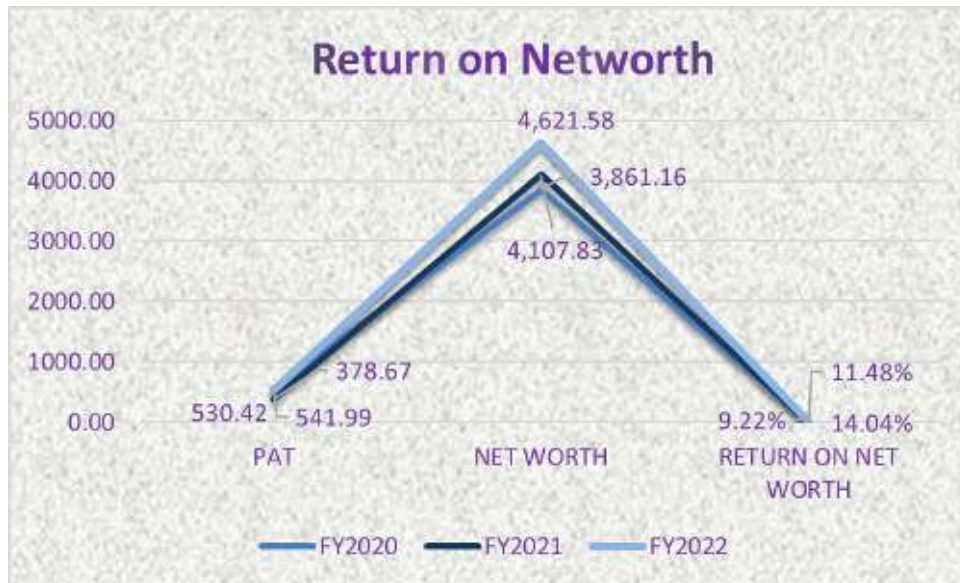 Return on Networth
5000.00
4000.00
3000.00
2000.00
1000.00
0.00
4,621.58
3,861.16
4,107.83
378.67
530.42
541.99
11.48%
9.22%
14.04%
PAT
NET WORTH
RETURN ON NET
WORTH
FY2020
FY2021
FY2022